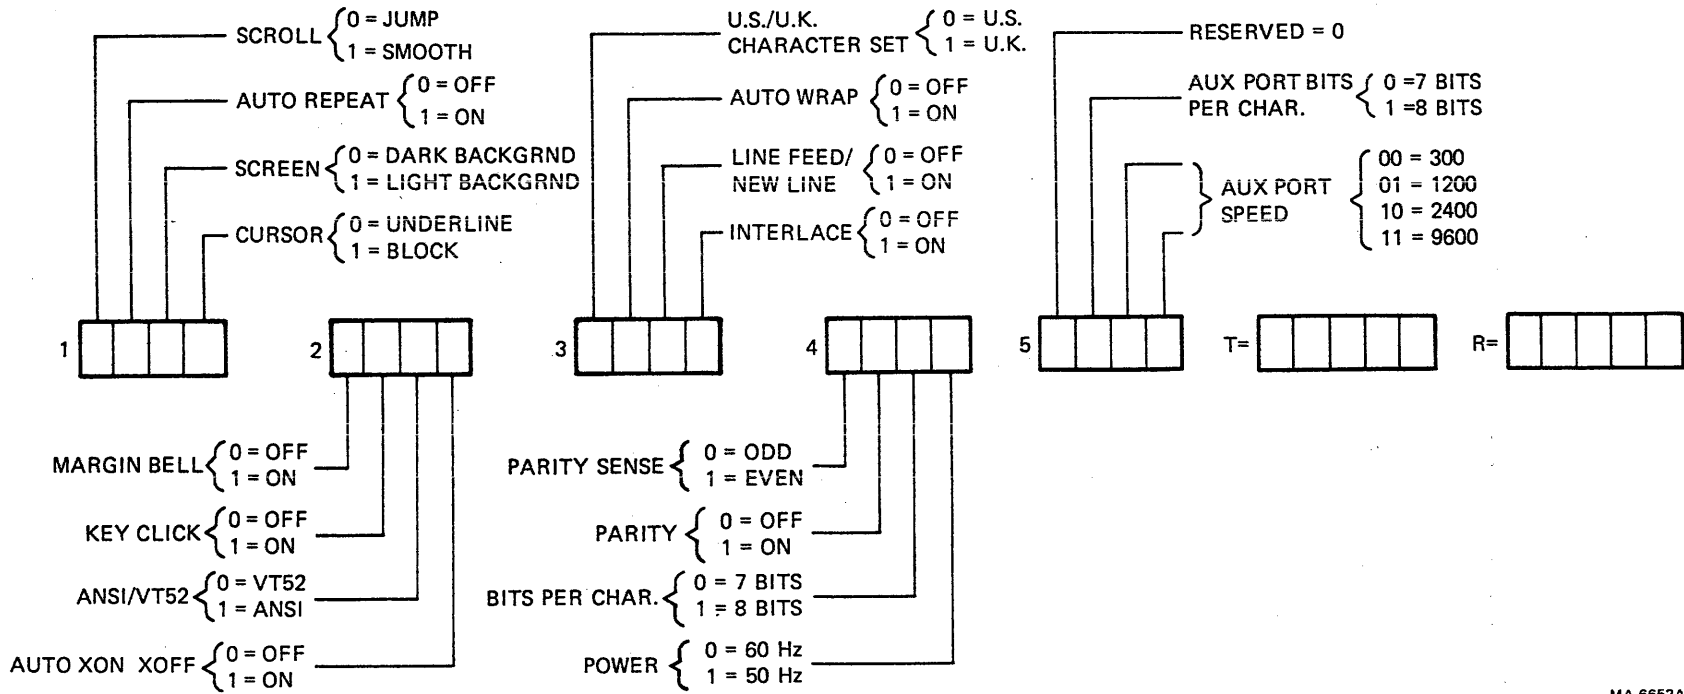 SCROLL { 0 = JUMP
1 = SMOOTH
AUTO REPEAT { 0 = OFF
1 = ON
SCREEN { 0 = DARK BACKGRND
1 = LIGHT BACKGRND
CURSOR { 0 = UNDERLINE
1 = BLOCK
U.S./U.K.
CHARACTER SET { 0 = U.S.
1 = U.K.
AUTO WRAP { 0 = OFF
1 = ON
LINE FEED/
NEW LINE { 0 = OFF
1 = ON
INTERLACE { 0 = OFF
1 = ON
RESERVED = 0
AUX PORT BITS
PER CHAR. { 0 =7 BITS
1 =8 BITS
AUX PORT
SPEED { 00 = 300
01 = 1200
10 = 2400
11 = 9600
1
2
3
4
5
T=
R=
MARGIN BELL { 0 = OFF
1 = ON
KEY CLICK { 0 = OFF
1 = ON
ANSI/VT52 { 0 = VT52
1 = ANSI
AUTO XON XOFF { 0 = OFF
1 = ON
PARITY SENSE { 0 = ODD
1 = EVEN
PARITY { 0 = OFF
1 = ON
BITS PER CHAR. { 0 = 7 BITS
1 = 8 BITS
POWER { 0 = 60 Hz
1 = 50 Hz
MA-6652A